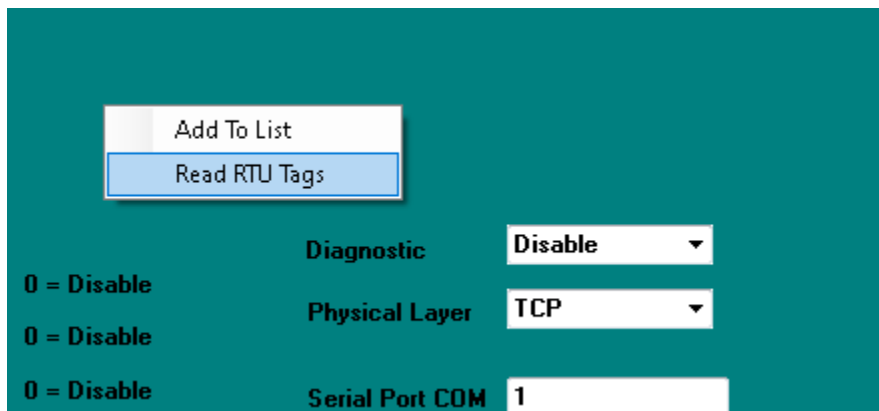 Add To List
Read RTU Tags
Diagnostic Disable
0 = Disable
Physical Layer TCP
0 = Disable
0 = Disable
Serial Port COM 1